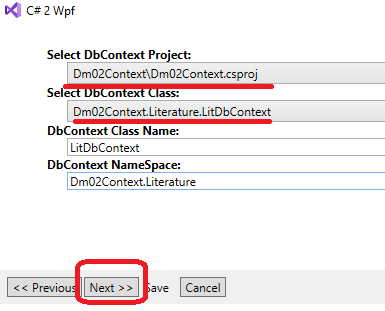 C# 2 Wpf
Select DbContext Project:
Dm02Context\Dm02Context.csproj
Select DbContext Class:
Dm02Context.Literature.LitDbContext
DbContext Class Name:
LitDbContext
DbContext NameSpace:
Dm02Context.Literature
<< Previous Next >> Save Cancel